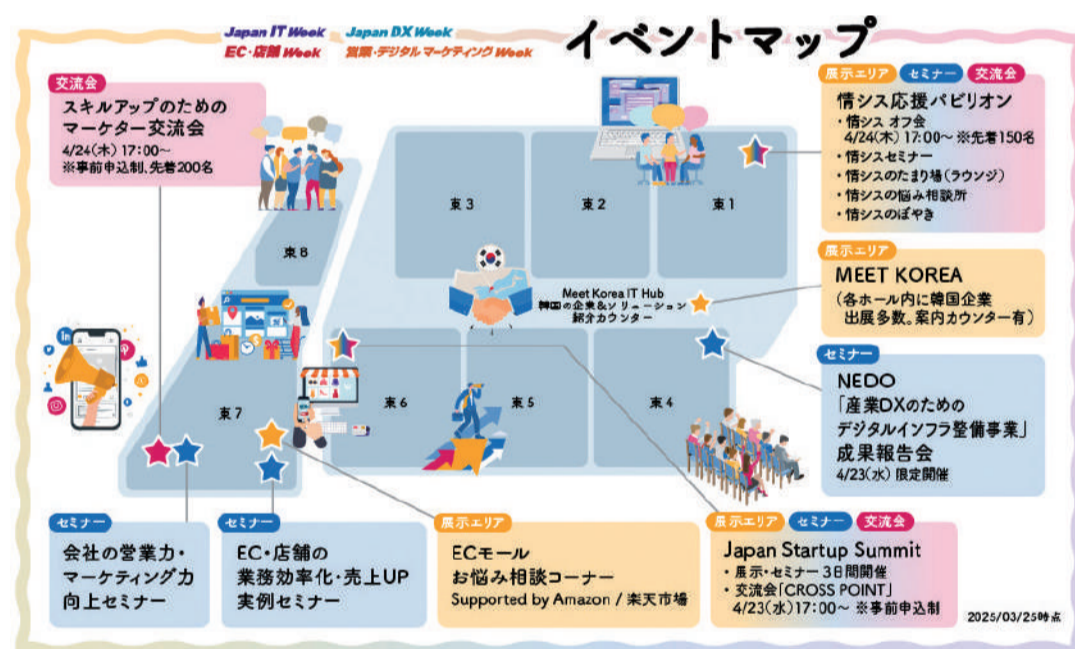 Japan IT Week Japan DX Week
EC・店舗 Week 営業・デジタル マーケティング Week
イベントマップ
交流会
スキルアップのための
マーケター交流会
4/24(木) 17:00〜
※事前申込制、先着200名
展示エリア セミナー 交流会
情シス応援パビリオン
・情シス オフ会
4/24(木) 17:00〜 ※先着150名
・情シスセミナー
・情シスのたまり場(ラウンジ)
・情シスの悩み相談所
・情シスのぼやき
東3
東2
東1
東8
Meet Korea IT Hub
韓国の企業&ソリューション
紹介カウンター
展示エリア
MEET KOREA
(各ホール内に韓国企業
出展多数。案内カウンター有)
東7
東6
東5
東4
セミナー
NEDO
「産業DXのための
デジタルインフラ整備事業」
成果報告会
4/23(水) 限定開催
セミナー
会社の営業力・
マーケティング力
向上セミナー
セミナー
EC・店舗の
業務効率化・売上UP
実例セミナー
展示エリア
ECモール
お悩み相談コーナー
Supported by Amazon / 楽天市場
展示エリア セミナー 交流会
Japan Startup Summit
・展示・セミナー 3日間開催
・交流会「CROSS POINT」
4/23(水)17:00〜 ※事前申込制
2025/03/25時点